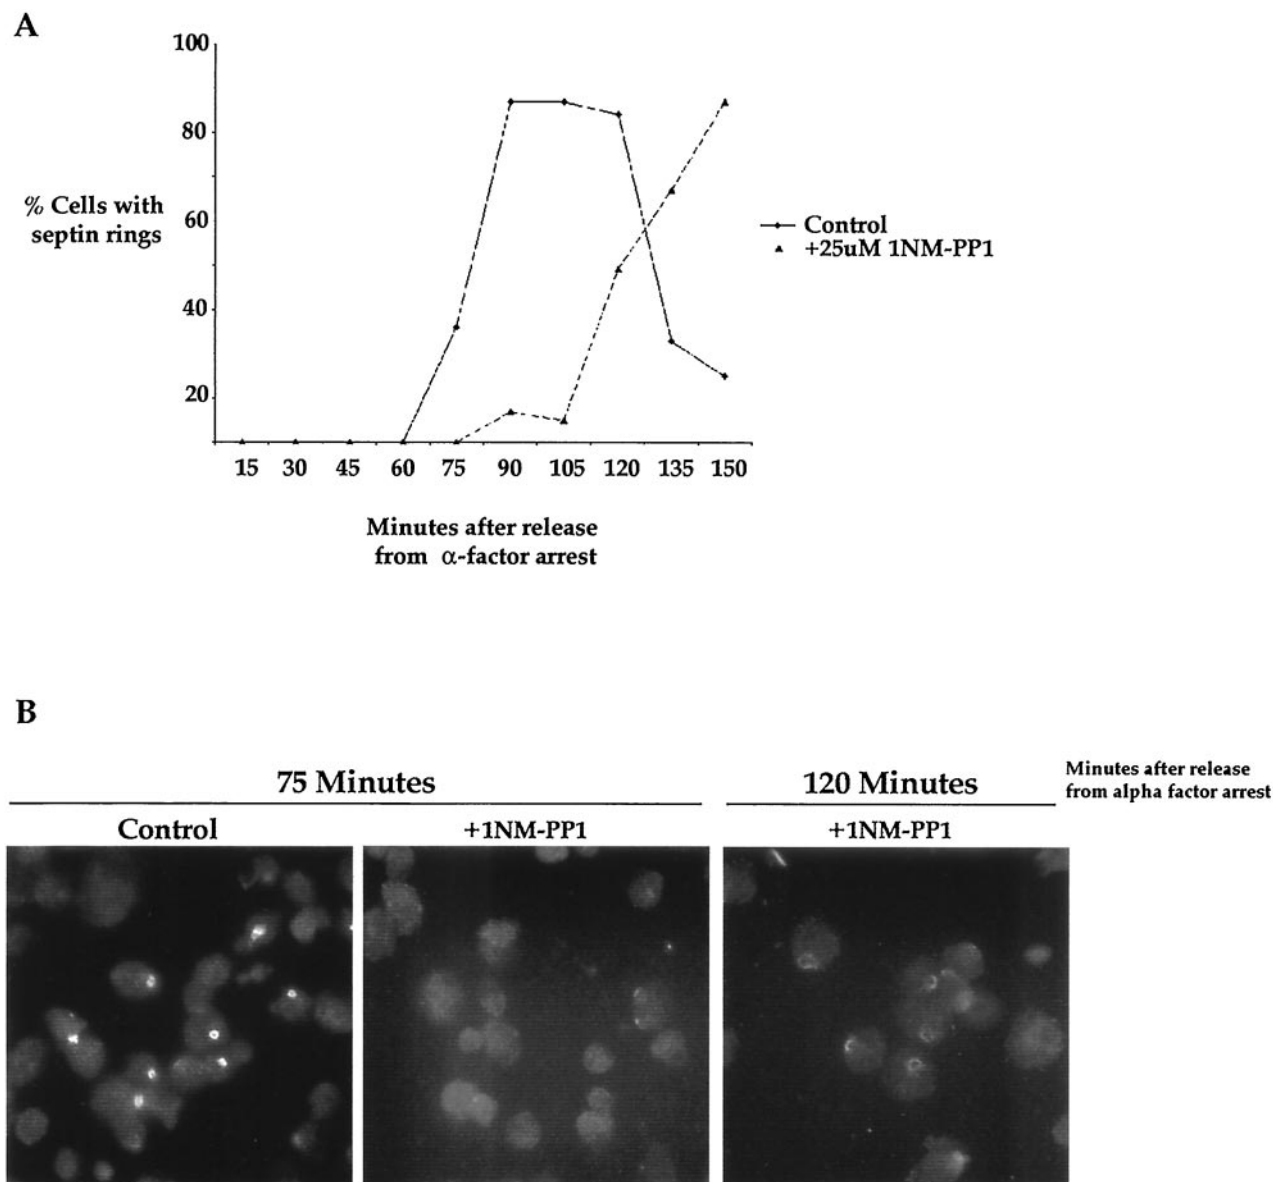 A
100
80
60
40
20
% Cells with
septin rings
Control
+25uM 1NM-PP1
15 30 45 60 75 90 105 120 135 150
Minutes after release
from α-factor arrest
B
75 Minutes
120 Minutes
Minutes after release
from alpha factor arrest
Control
+1NM-PP1
+1NM-PP1